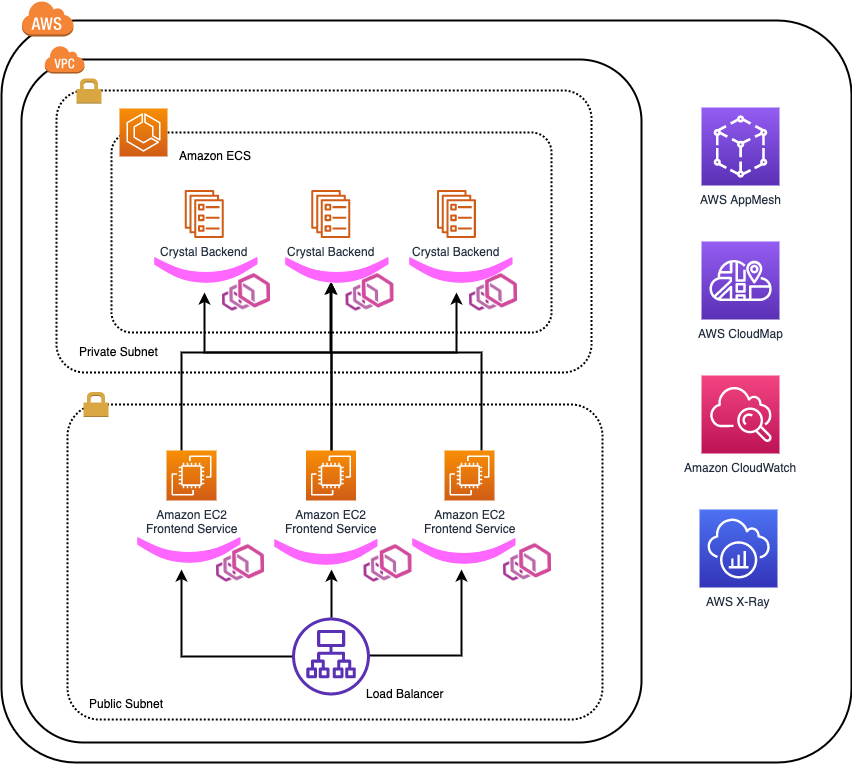 AWS
VPC
Amazon ECS
Crystal Backend
Crystal Backend
Crystal Backend
Private Subnet
Amazon EC2
Frontend Service
Amazon EC2
Frontend Service
Amazon EC2
Frontend Service
Load Balancer
Public Subnet
AWS AppMesh
AWS CloudMap
Amazon CloudWatch
AWS X-Ray